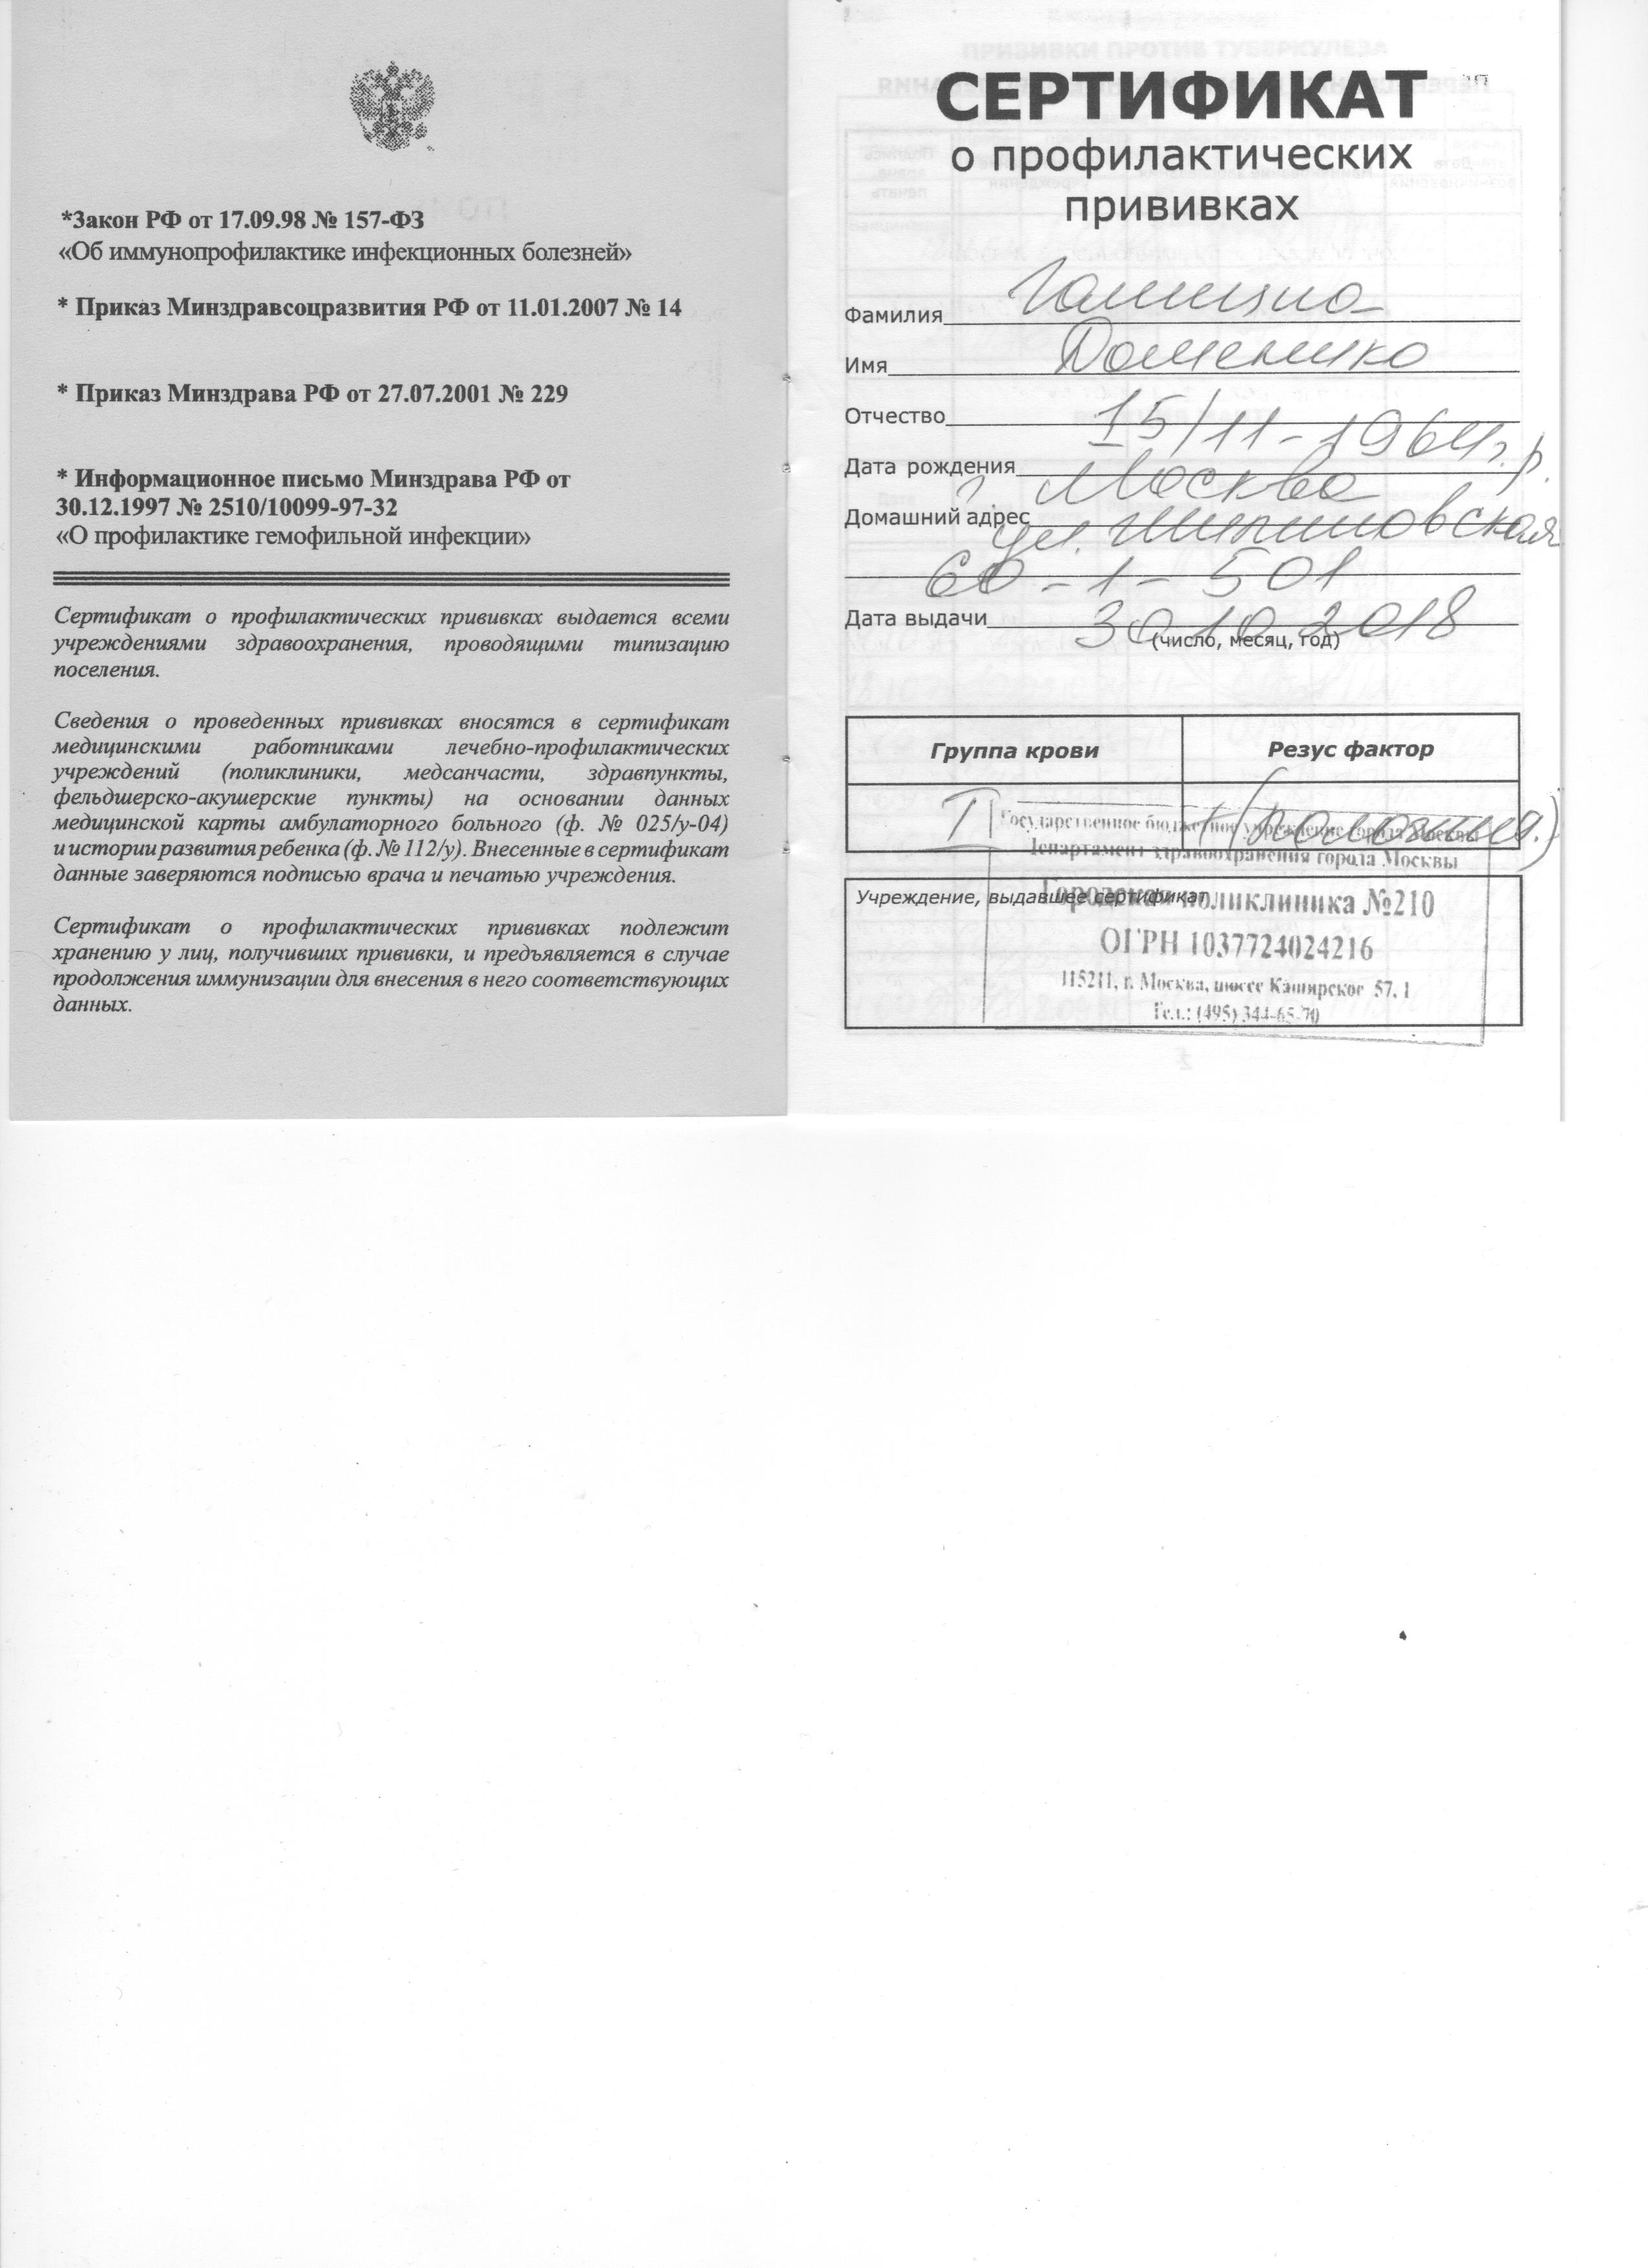 *Закон РФ от 17.09.98 № 157-ФЗ
«Об иммунопрофилактике инфекционных болезней»
* Приказ Минздравсоцразвития РФ от 11.01.2007 № 14
* Приказ Минздрава РФ от 27.07.2001 № 229
* Информационное письмо Минздрава РФ от
30.12.1997 № 2510/10099-97-32
«О профилактике гемофильной инфекции»
Сертификат о профилактических прививках выдается всеми
учреждениями здравоохранения, проводящими типизацию
поселения.
Сведения о проведенных прививках вносятся в сертификат
медицинскими работниками лечебно-профилактических
учреждений (поликлиники, медсанчасти, здравпункты,
фельдшерско-акушерские пункты) на основании данных
медицинской карты амбулаторного больного (ф. № 025/у-04)
и истории развития ребенка (ф. № 112/у). Внесенные в сертификат
данные заверяются подписью врача и печатью учреждения.
Сертификат о профилактических прививках подлежит
хранению у лиц, получивших прививки, и предъявляется в случае
продолжения иммунизации для внесения в него соответствующих
данных.
СЕРТИФИКАТ
о профилактических
прививках
Фамилия
Имя Доменико
Отчество
Дата рождения 15/11-1964г.р.
Домашний адрес г. Москва
ул. Шипиловская
60-1-501
Дата выдачи 30.10.2018
(число, месяц, год)
Группа крови Резус фактор
I +
Государственное бюджетное учреждение города Москвы
Департамент здравоохранения города Москвы
Учреждение, выдавшее сертификат
Городская поликлиника №210
ОГРН 1037724024216
115211, г. Москва, шоссе Каширское 57, 1
Тел.: (495) 344-65-70